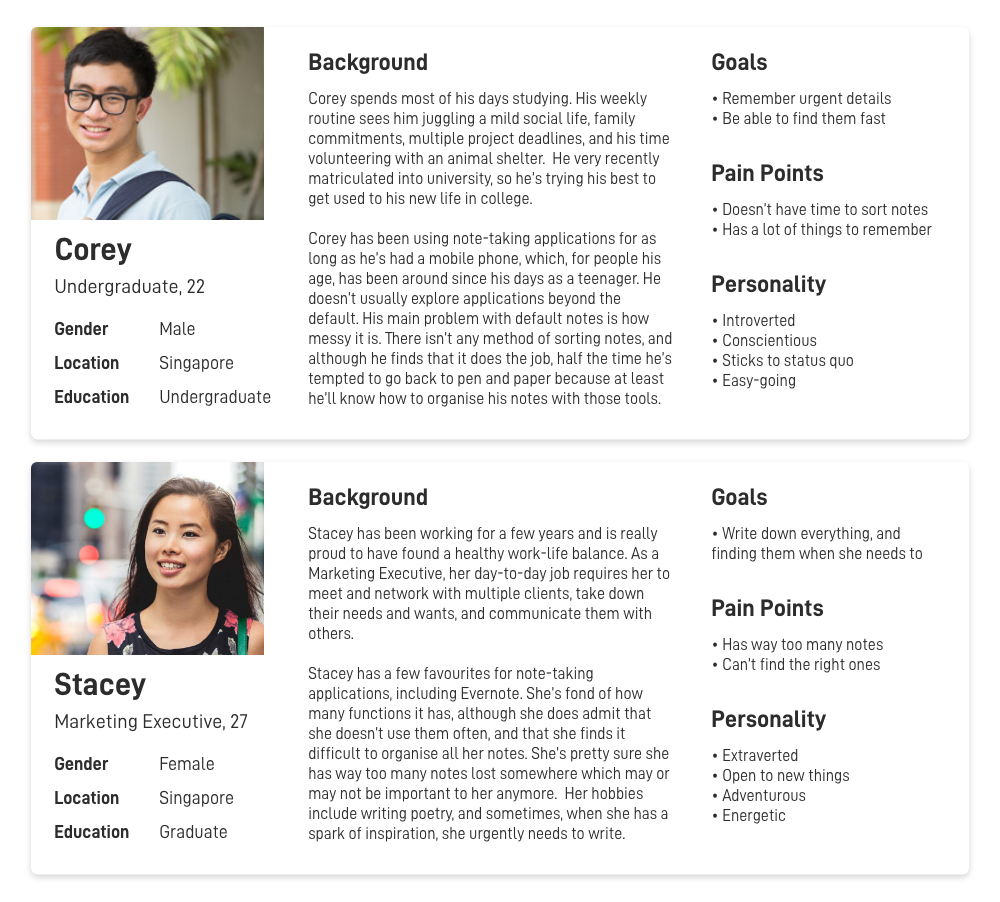 Corey
Undergraduate, 22
Gender Male
Location Singapore
Education Undergraduate
Background
Corey spends most of his days studying. His weekly
routine sees him juggling a mild social life, family
commitments, multiple project deadlines, and his time
volunteering with an animal shelter.  He very recently
matriculated into university, so he's trying his best to
get used to his new life in college.
Corey has been using note-taking applications for as
long as he's had a mobile phone, which, for people his
age, has been around since his days as a teenager. He
doesn't usually explore applications beyond the
default. His main problem with default notes is how
messy it is. There isn't any method of sorting notes, and
although he finds that it does the job, half the time he's
tempted to go back to pen and paper because at least
he'll know how to organise his notes with those tools.
Goals
• Remember urgent details
• Be able to find them fast
Pain Points
• Doesn't have time to sort notes
• Has a lot of things to remember
Personality
• Introverted
• Conscientious
• Sticks to status quo
• Easy-going
Stacey
Marketing Executive, 27
Gender Female
Location Singapore
Education Graduate
Background
Stacey has been working for a few years and is really
proud to have found a healthy work-life balance. As a
Marketing Executive, her day-to-day job requires her to
meet and network with multiple clients, take down
their needs and wants, and communicate them with
others.
Stacey has a few favourites for note-taking
applications, including Evernote. She's fond of how
many functions it has, although she does admit that
she doesn't use them often, and that she finds it
difficult to organise all her notes. She's pretty sure she
has way too many notes lost somewhere which may or
may not be important to her anymore.  Her hobbies
include writing poetry, and sometimes, when she has a
spark of inspiration, she urgently needs to write.
Goals
• Write down everything, and
finding them when she needs to
Pain Points
• Has way too many notes
• Can't find the right ones
Personality
• Extraverted
• Open to new things
• Adventurous
• Energetic